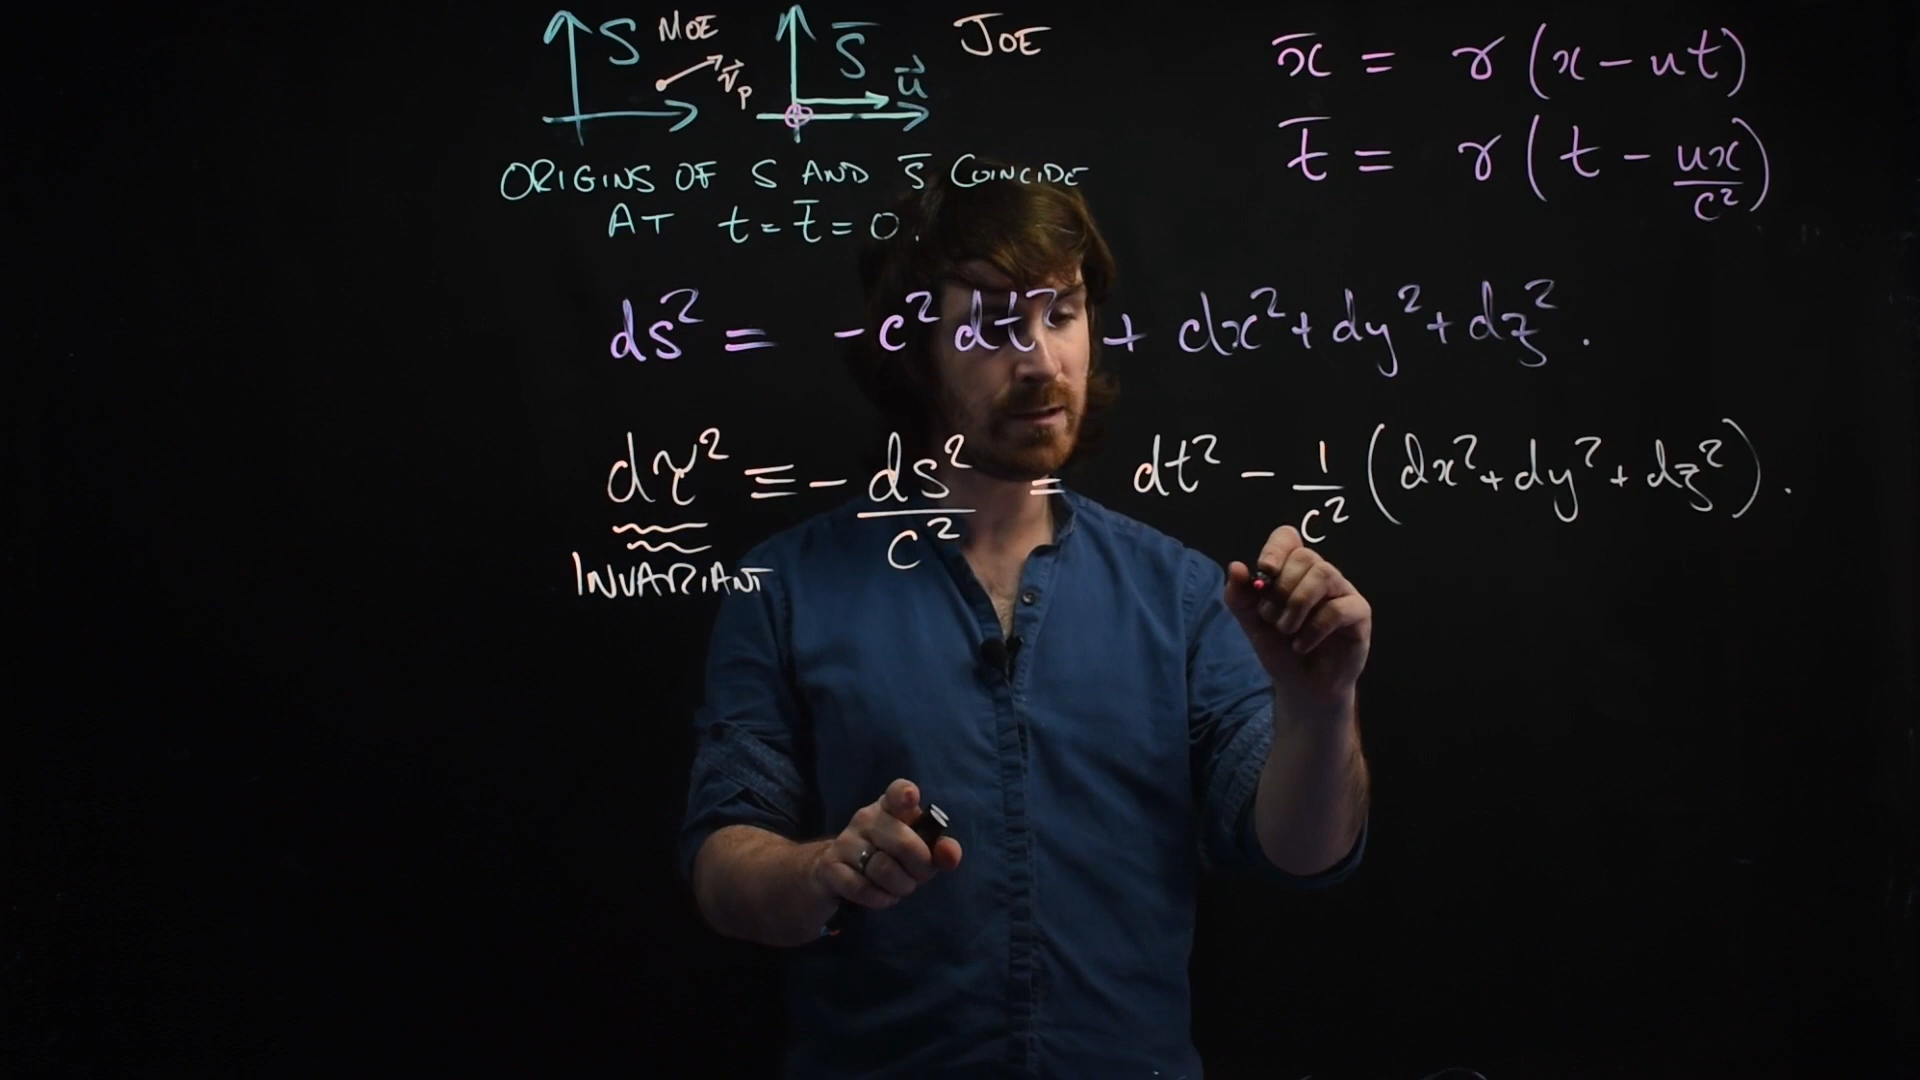 S MOE S̄ JOE
v⃗ₚ u⃗
ORIGINS OF S AND S̄ COINCIDE
AT t = t̄ = 0.
x̄ = γ(x - ut)
t̄ = γ(t - ux/c²)
ds² = -c²dt² + dx² + dy² + dz².
dτ² ≡ -ds²/c² = dt² - 1/c² (dx² + dy² + dz²).
INVARIANT